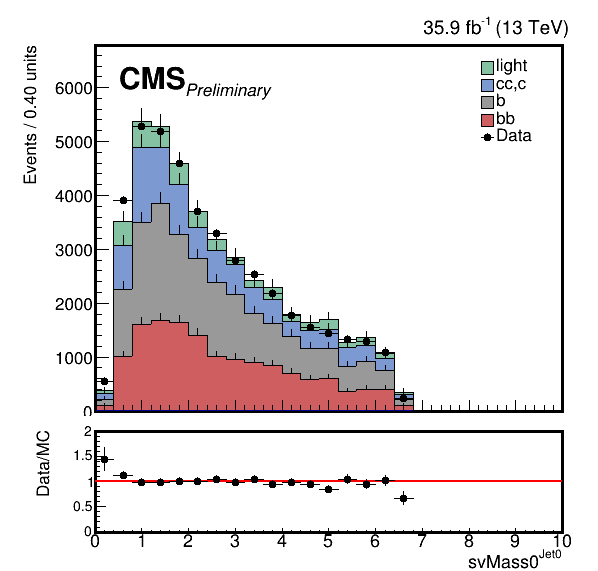 35.9 fb⁻¹ (13 TeV)
CMS Preliminary
Events / 0.40 units
light
cc,c
b
bb
Data
6000
5000
4000
3000
2000
1000
0
Data/MC
2
1.5
1
0.5
0
0 1 2 3 4 5 6 7 8 9 10
svMass0^Jet0